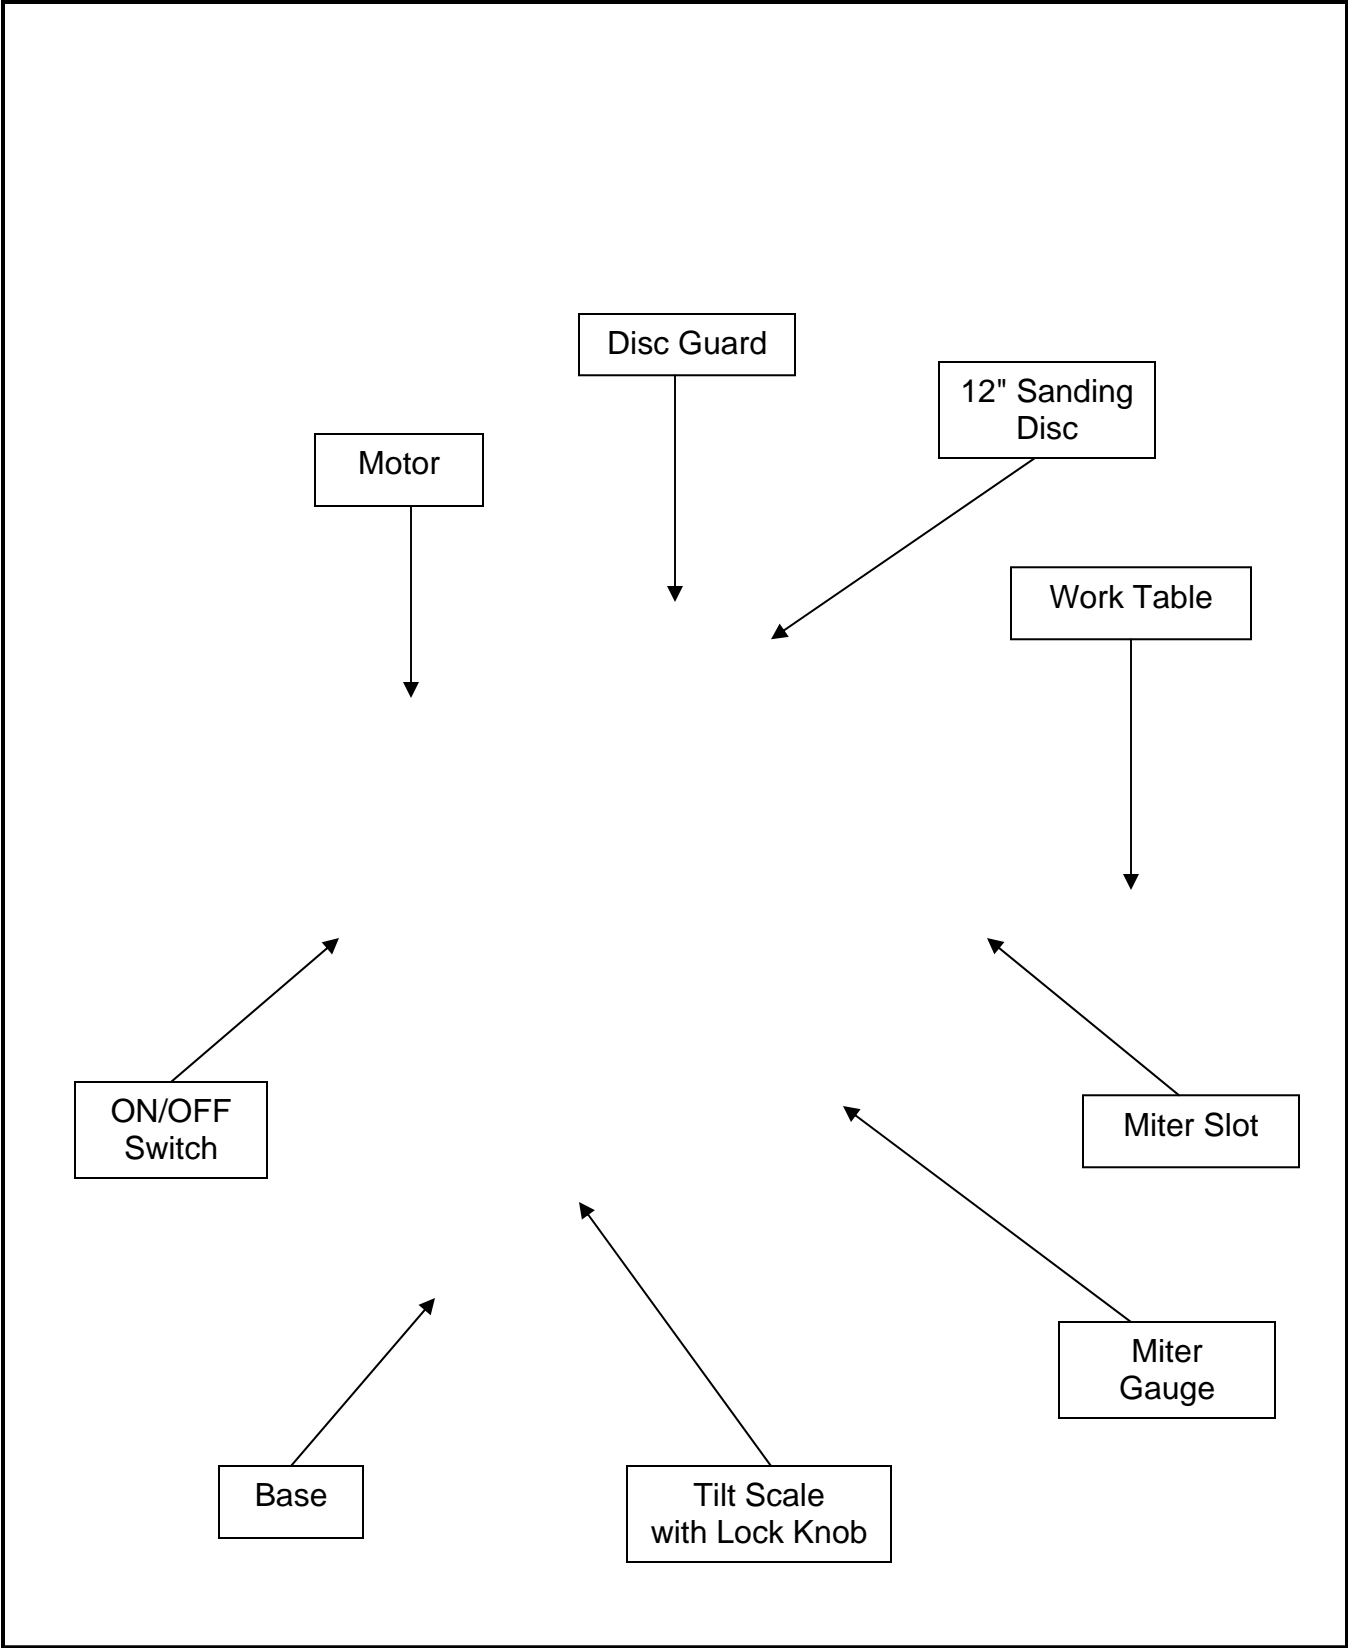 Disc Guard
12" Sanding
Disc
Motor
Work Table
ON/OFF
Switch
Miter Slot
Miter
Gauge
Base
Tilt Scale
with Lock Knob